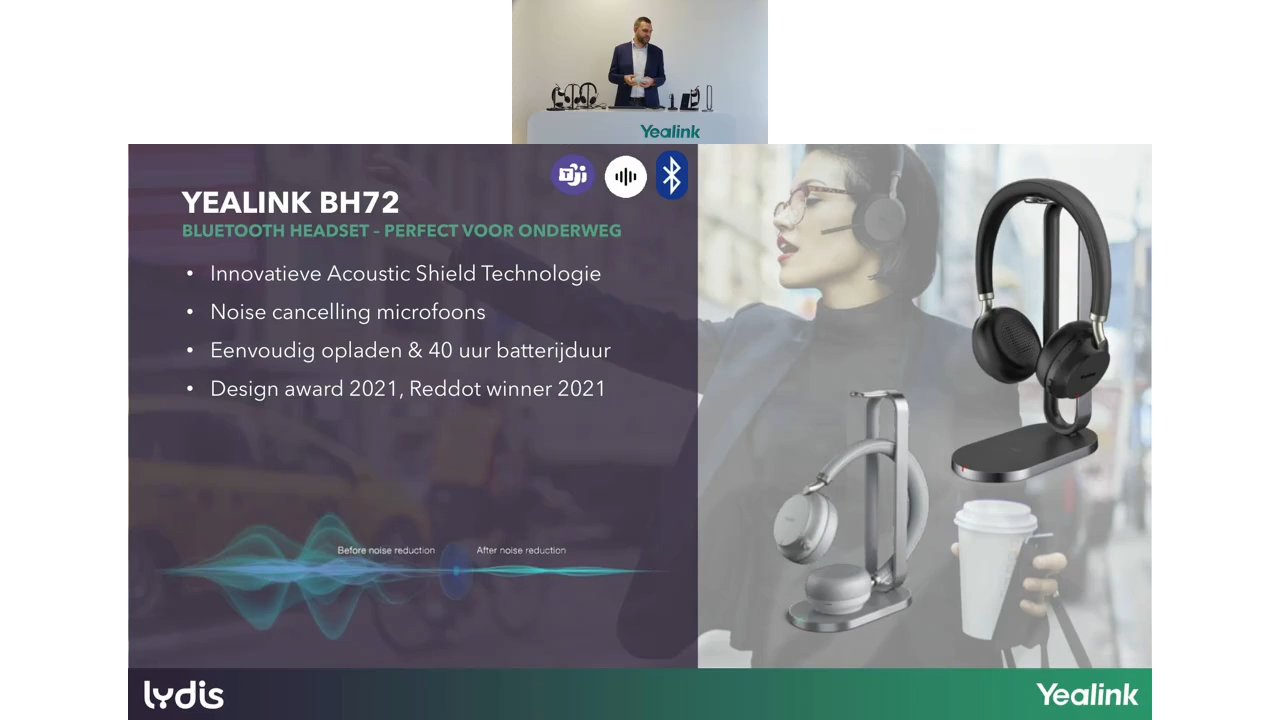 Yealink
YEALINK BH72
BLUETOOTH HEADSET – PERFECT VOOR ONDERWEG
• Innovatieve Acoustic Shield Technologie
• Noise cancelling microfoons
• Eenvoudig opladen & 40 uur batterijduur
• Design award 2021, Reddot winner 2021
Before noise reduction
After noise reduction
lydis
Yealink